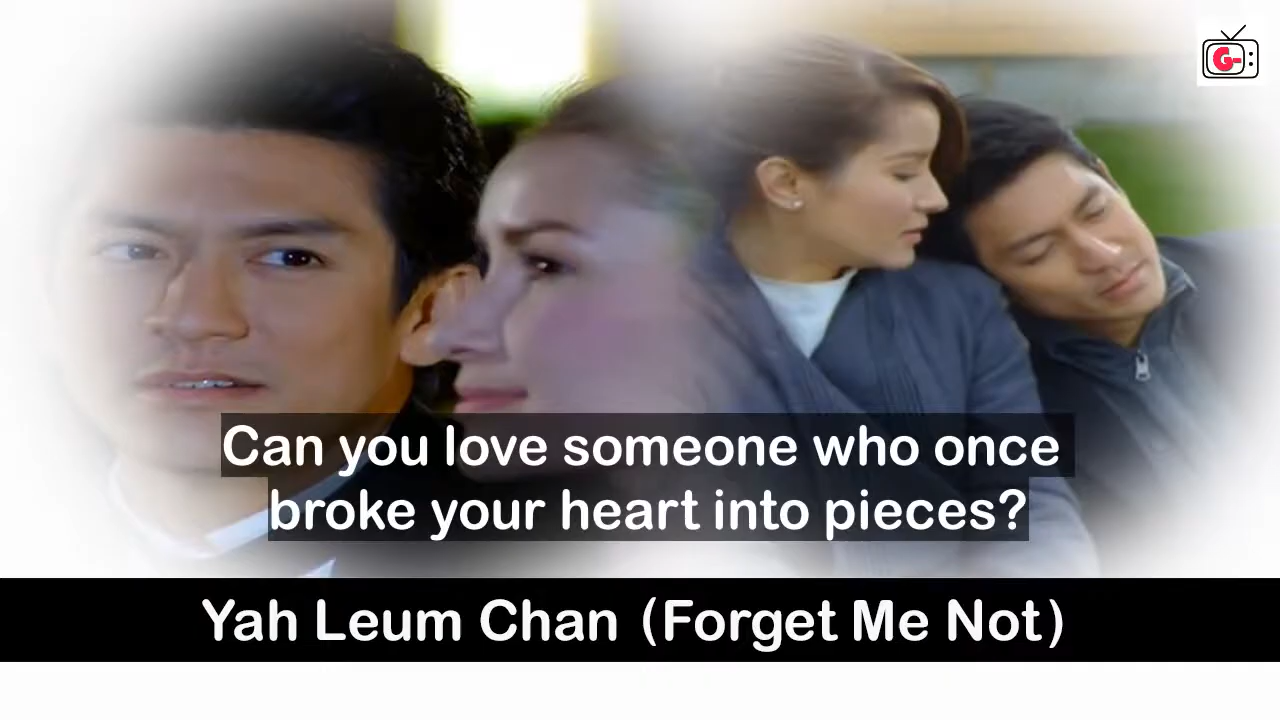 G-
Can you love someone who once
broke your heart into pieces?
Yah Leum Chan (Forget Me Not)